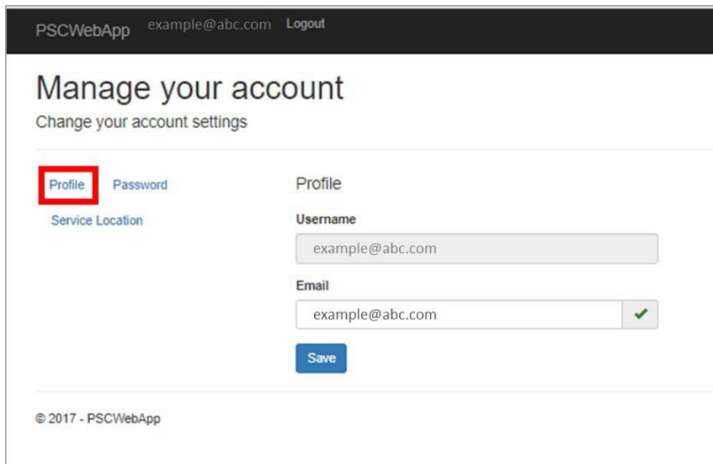 PSCWebApp example@abc.com Logout
Manage your account
Change your account settings
Profile Password
Service Location
Profile
Username
example@abc.com
Email
example@abc.com
Save
© 2017 - PSCWebApp